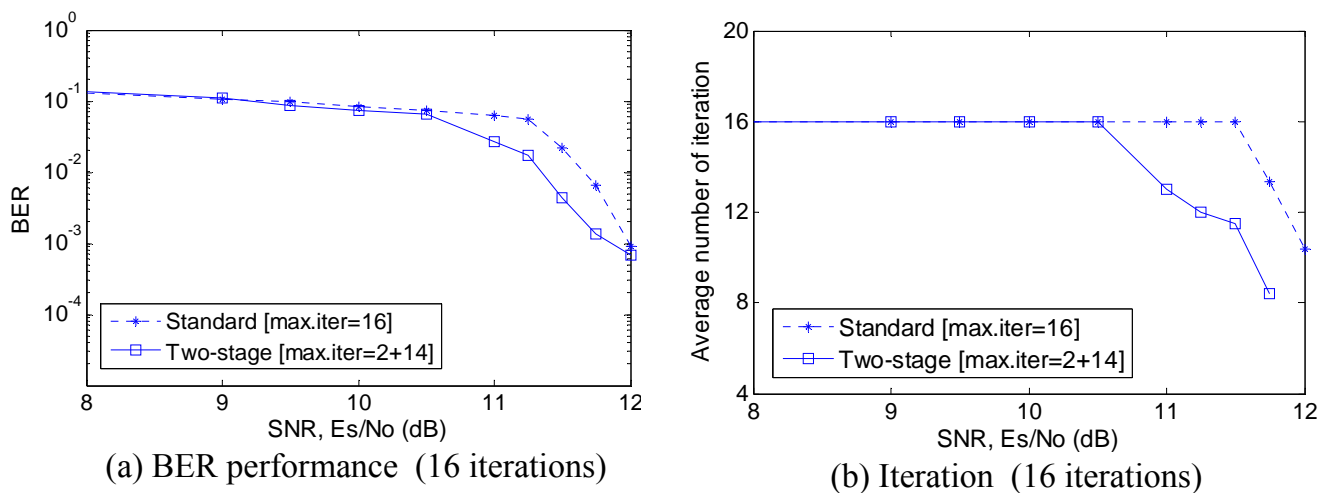 10^0
10^-1
10^-2
10^-3
10^-4
BER
8 9 10 11 12
SNR, Es/No (dB)
Standard [max.iter=16]
Two-stage [max.iter=2+14]
(a) BER performance (16 iterations)
20
16
12
8
4
Average number of iteration
8 9 10 11 12
SNR, Es/No (dB)
Standard [max.iter=16]
Two-stage [max.iter=2+14]
(b) Iteration (16 iterations)